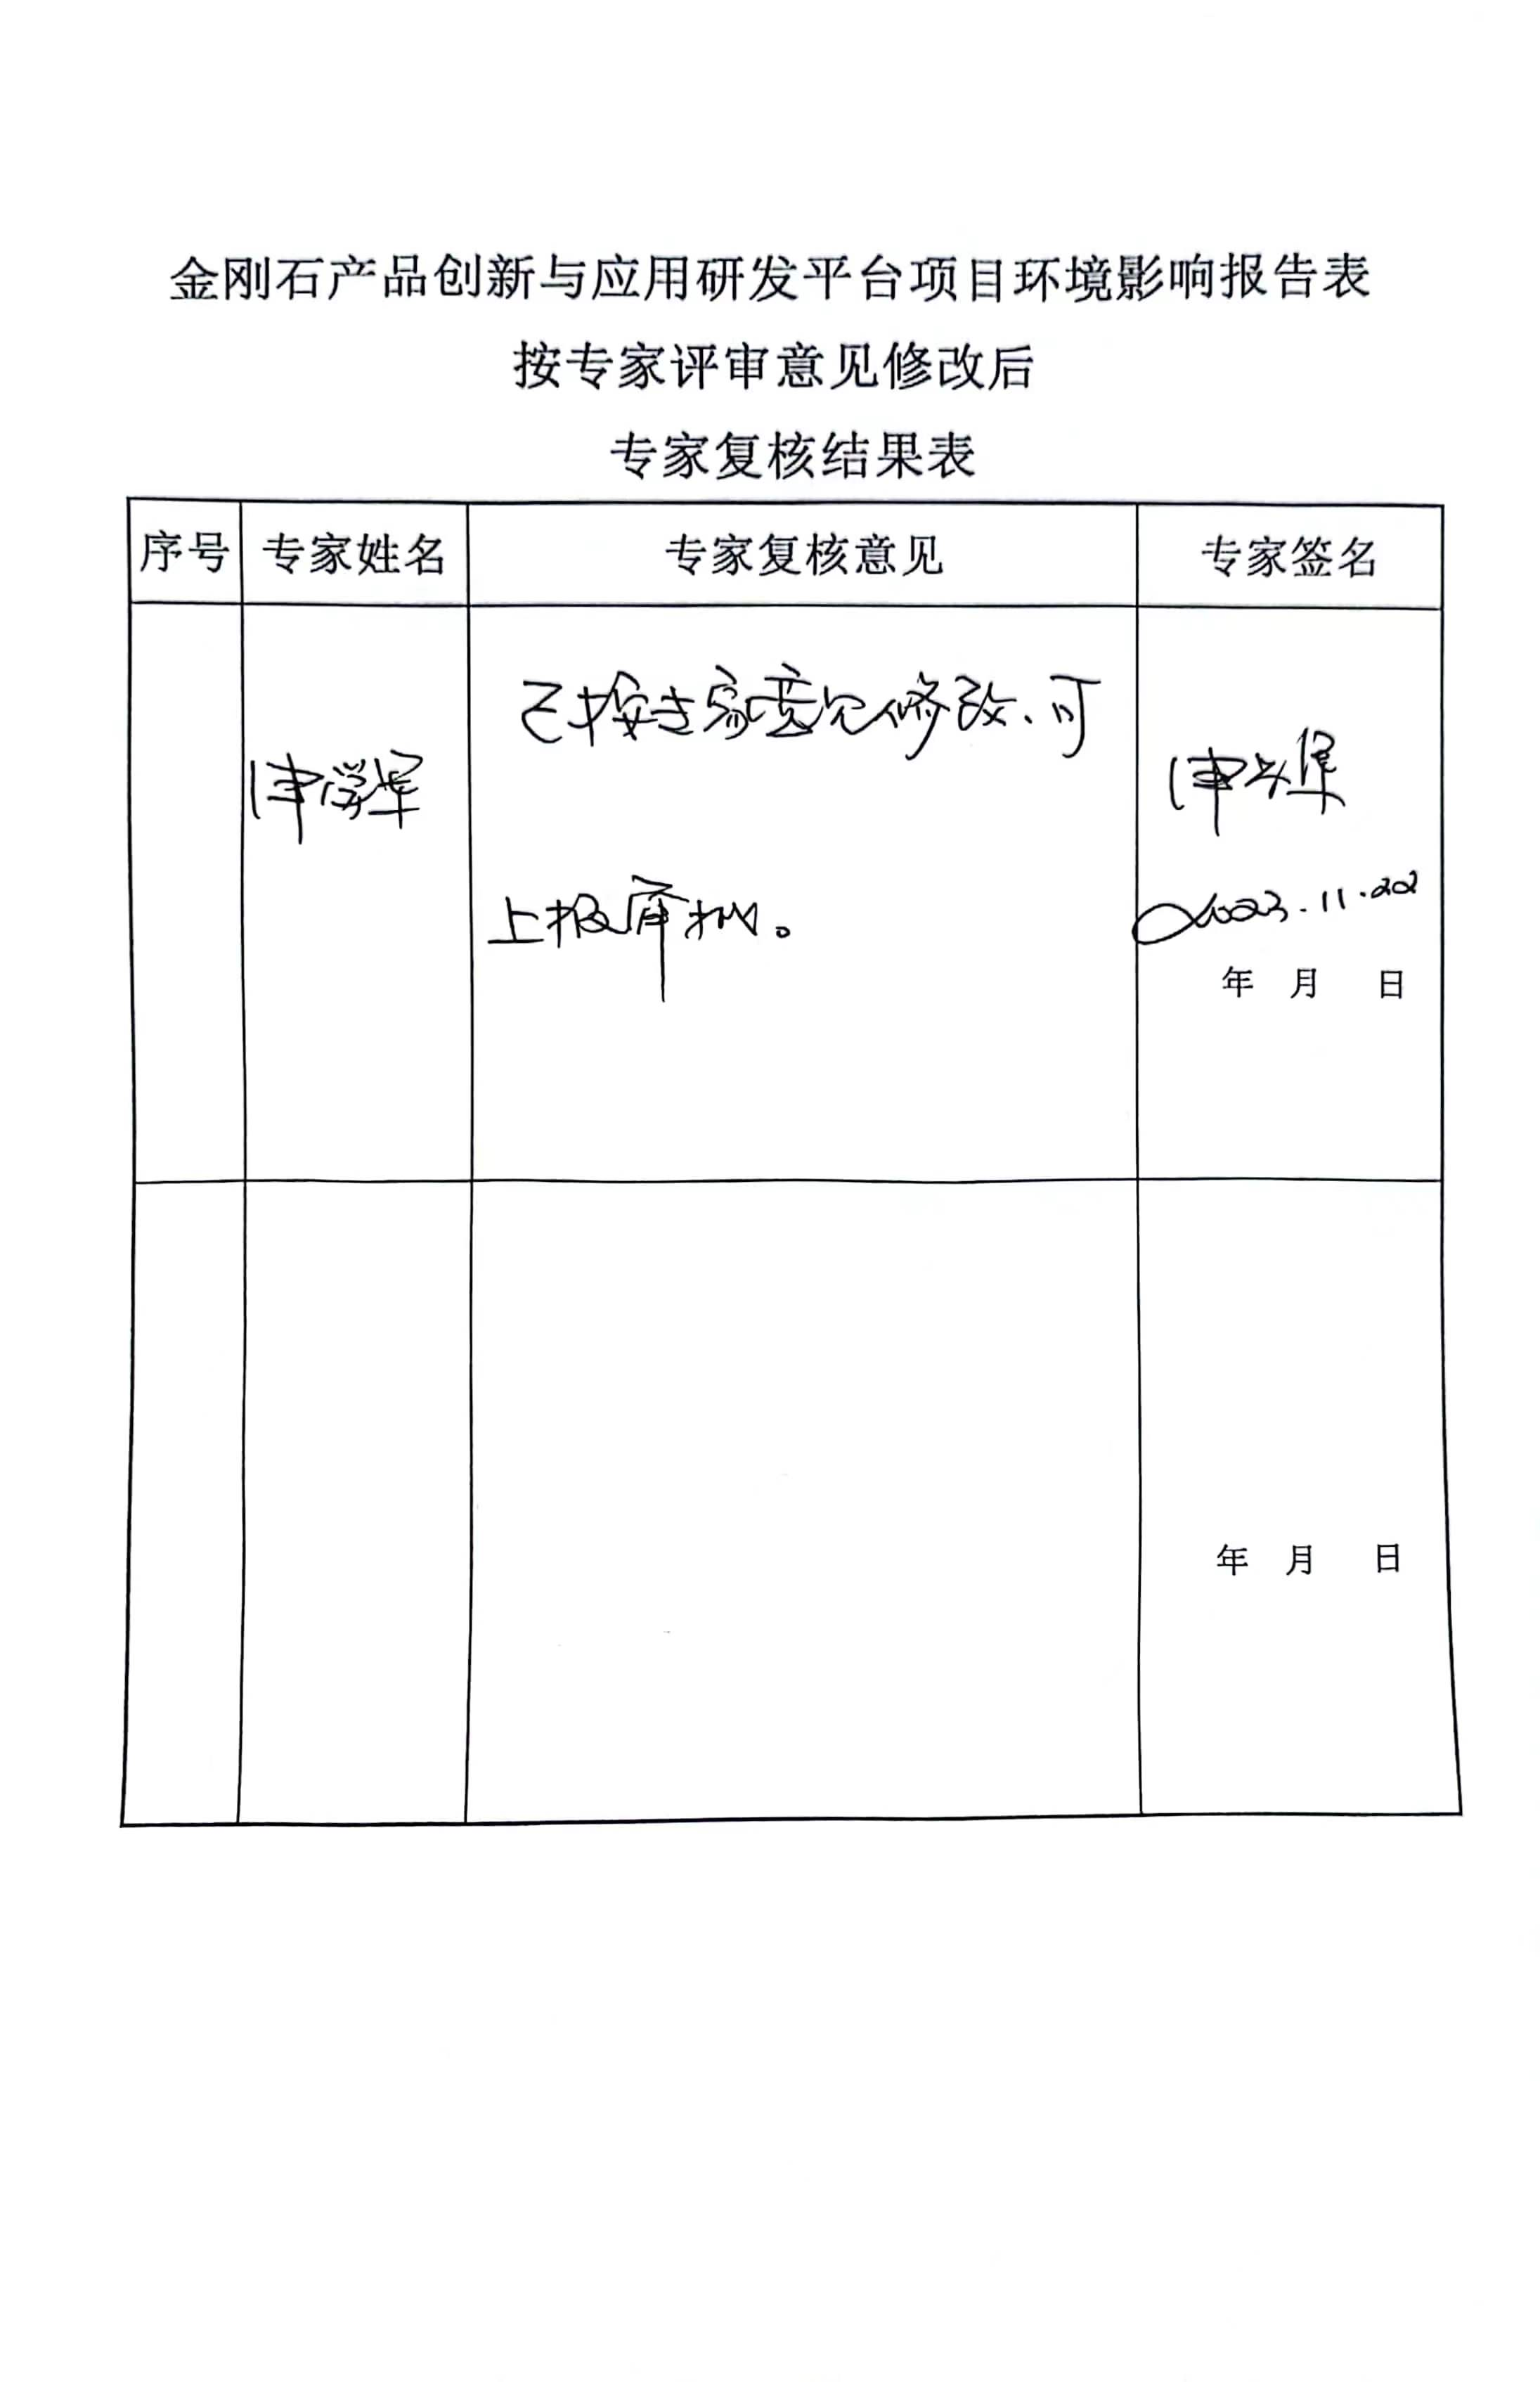 金刚石产品创新与应用研发平台项目环境影响报告表
按专家评审意见修改后
专家复核结果表
序号 专家姓名 专家复核意见 专家签名
已按专家意见修改、可
上报审批。
2023.11.22
年 月 日
年 月 日